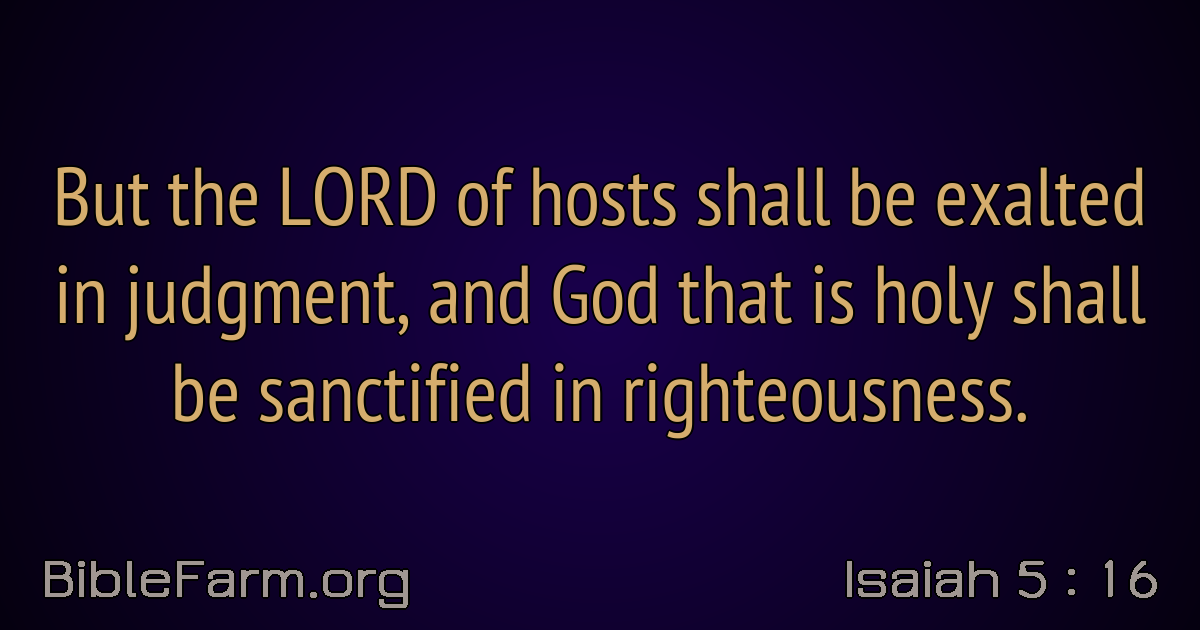 But the LORD of hosts shall be exalted
in judgment, and God that is holy shall
be sanctified in righteousness.
BibleFarm.org
Isaiah 5 : 16